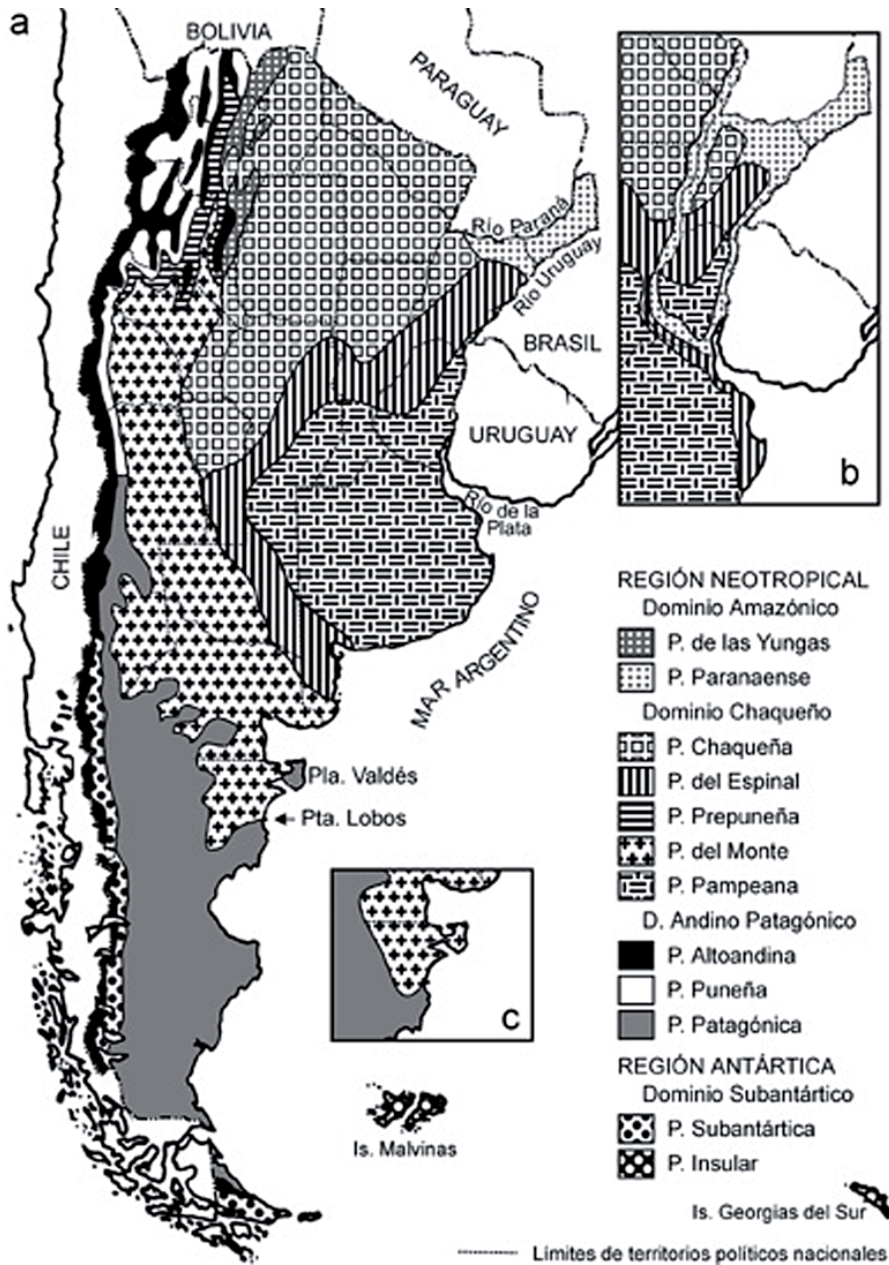 a
BOLIVIA
PARAGUAY
Río Paraná
Río Uruguay
BRASIL
URUGUAY
Río de la
Plata
CHILE
MAR ARGENTINO
Pla. Valdés
Pta. Lobos
b
c
Is. Malvinas
REGIÓN NEOTROPICAL
Dominio Amazónico
P. de las Yungas
P. Paranaense
Dominio Chaqueño
P. Chaqueña
P. del Espinal
P. Prepuneña
P. del Monte
P. Pampeana
D. Andino Patagónico
P. Altoandina
P. Puneña
P. Patagónica
REGIÓN ANTÁRTICA
Dominio Subantártico
P. Subantártica
P. Insular
Is. Georgias del Sur
Límites de territorios políticos nacionales